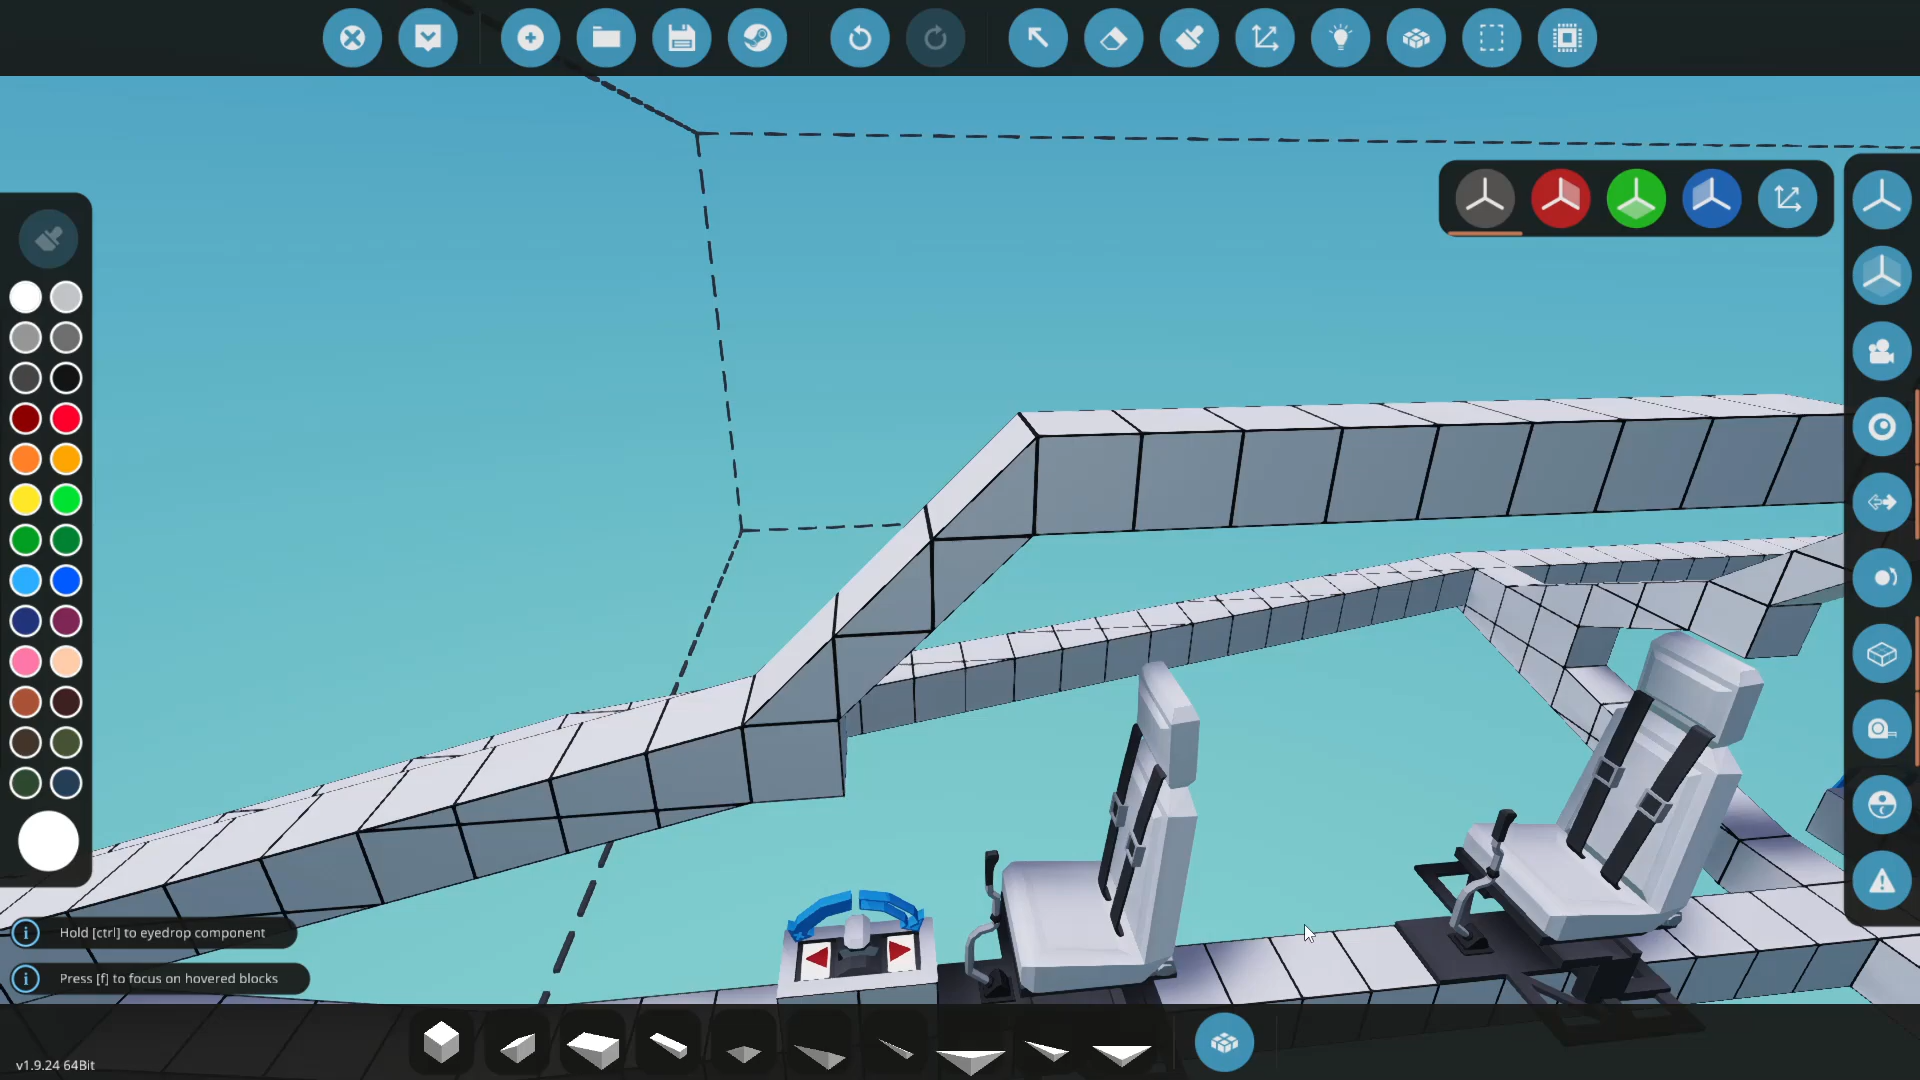 Hold [ctrl] to eyedrop component
Press [f] to focus on hovered blocks
v1.9.24 64Bit